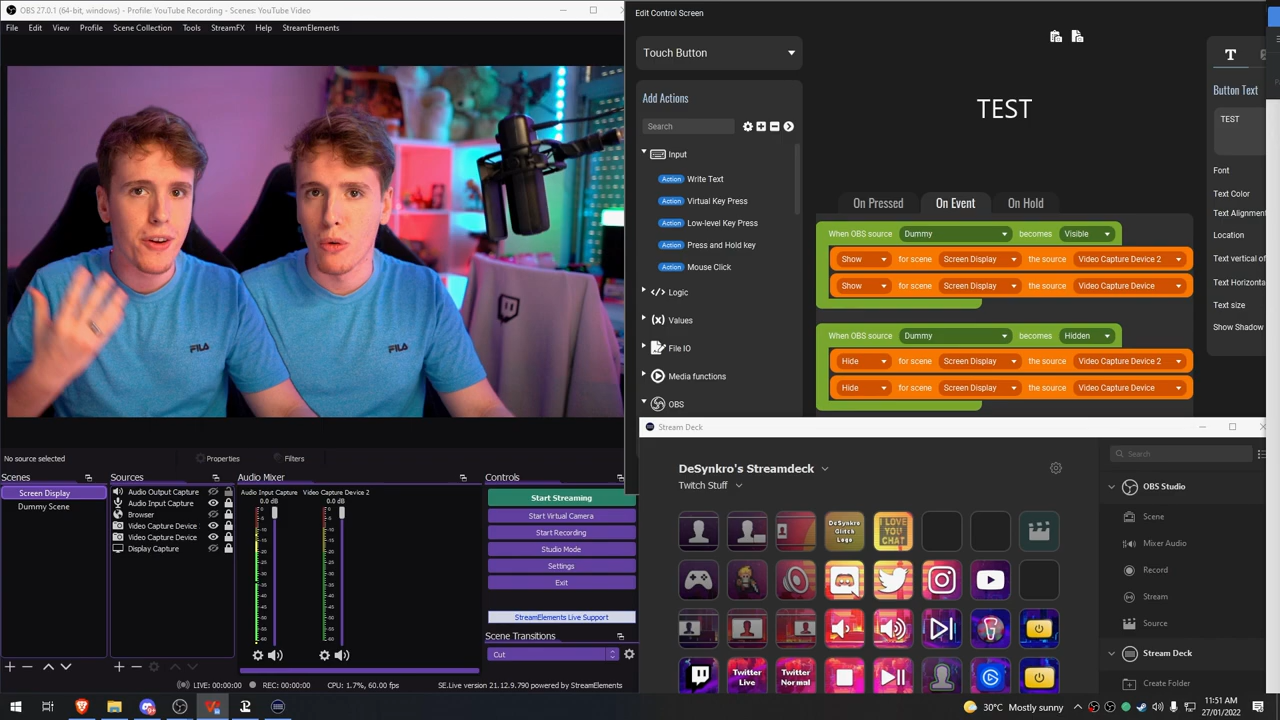 OBS 27.0.1 (64-bit, windows) - Profile: YouTube Recording - Scenes: YouTube Video
File Edit View Profile Scene Collection Tools StreamFX Help StreamElements
FILA
FILA
No source selected
Properties
Filters
Scenes
Screen Display
Dummy Scene
Sources
Audio Output Capture
Audio Input Capture
Browser
Video Capture Device
Video Capture Device
Display Capture
Audio Mixer
Audio Input Capture
0.0 dB
Video Capture Device 2
0.0 dB
Controls
Start Streaming
Start Virtual Camera
Start Recording
Studio Mode
Settings
Exit
StreamElements Live Support
Scene Transitions
Cut
LIVE: 00:00:00
REC: 00:00:00
CPU: 1.7%, 60.00 fps
SE.Live version 21.12.9.790 powered by StreamElements
Edit Control Screen
Touch Button
Add Actions
Search
Input
Action Write Text
Action Virtual Key Press
Action Low-level Key Press
Action Press and Hold key
Action Mouse Click
Logic
Values
File IO
Media functions
OBS
TEST
On Pressed
On Event
On Hold
When OBS source Dummy becomes Visible
Show for scene Screen Display the source Video Capture Device 2
Show for scene Screen Display the source Video Capture Device
When OBS source Dummy becomes Hidden
Hide for scene Screen Display the source Video Capture Device 2
Hide for scene Screen Display the source Video Capture Device
T
Button Text
TEST
Font
Text Color
Text Alignment
Location
Text vertical of
Text Horizonta
Text size
Show Shadow
Stream Deck
DeSynkro's Streamdeck
Twitch Stuff
DeSynkro
Glitch
Logo
I LOVE
YOU
CHAT
Twitter
Live
Twitter
Normal
Search
OBS Studio
Scene
Mixer Audio
Record
Stream
Source
Stream Deck
Create Folder
30°C Mostly sunny
11:51 AM
27/01/2022